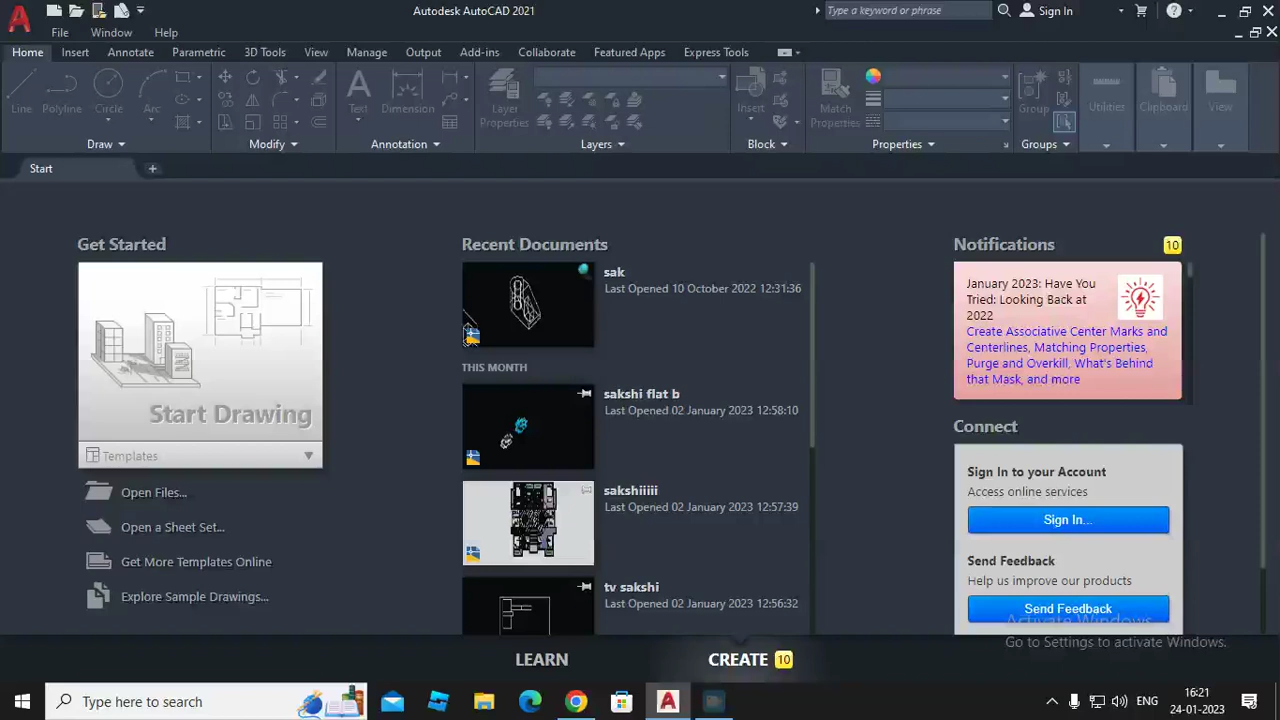 Autodesk AutoCAD 2021
Type a keyword or phrase
Sign In
File Window Help
Home Insert Annotate Parametric 3D Tools View Manage Output Add-ins Collaborate Featured Apps Express Tools
Line Polyline Circle Arc Text Dimension Layer Properties Insert Match Properties Group Utilities Clipboard View
Draw Modify Annotation Layers Block Properties Groups
Start
Get Started
Start Drawing
Templates
Open Files...
Open a Sheet Set...
Get More Templates Online
Explore Sample Drawings...
Recent Documents
sak
Last Opened 10 October 2022 12:31:36
THIS MONTH
sakshi flat b
Last Opened 02 January 2023 12:58:10
sakshiiiii
Last Opened 02 January 2023 12:57:39
tv sakshi
Last Opened 02 January 2023 12:56:32
Notifications 10
January 2023: Have You
Tried: Looking Back at
2022
Create Associative Center Marks and
Centerlines, Matching Properties,
Purge and Overkill, What's Behind
that Mask, and more
Connect
Sign In to your Account
Access online services
Sign In...
Send Feedback
Help us improve our products
Send Feedback
Activate Windows
Go to Settings to activate Windows.
LEARN CREATE 10
Type here to search
ENG
16:21
24-01-2023